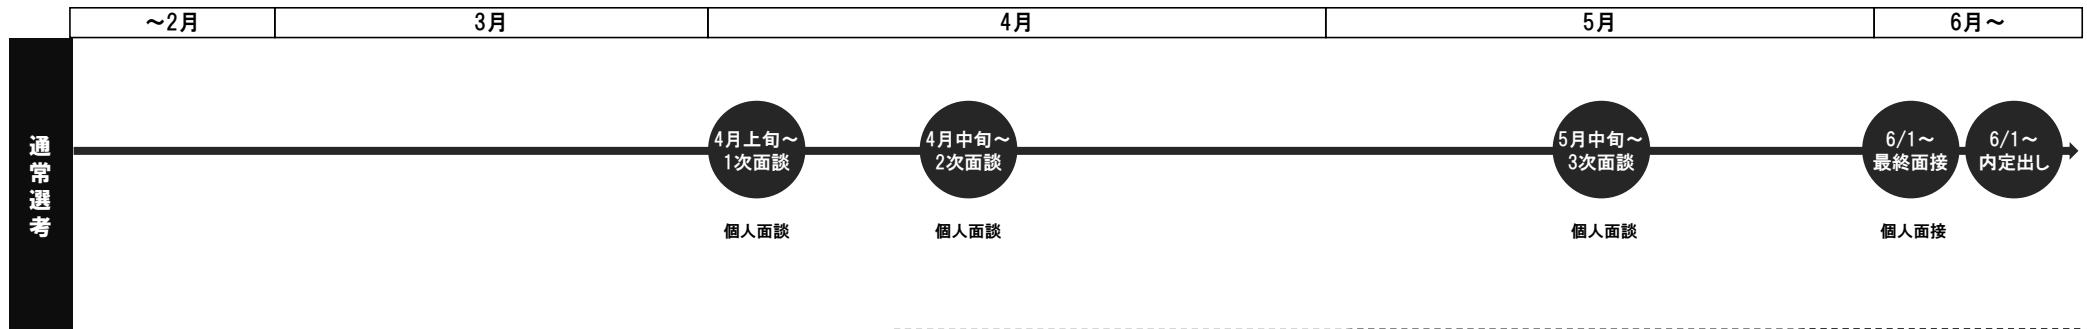 ～2月
3月
4月
5月
6月～
通常選考
4月上旬～
1次面談
4月中旬～
2次面談
5月中旬～
3次面談
6/1～
最終面接
6/1～
内定出し
個人面談
個人面談
個人面談
個人面接